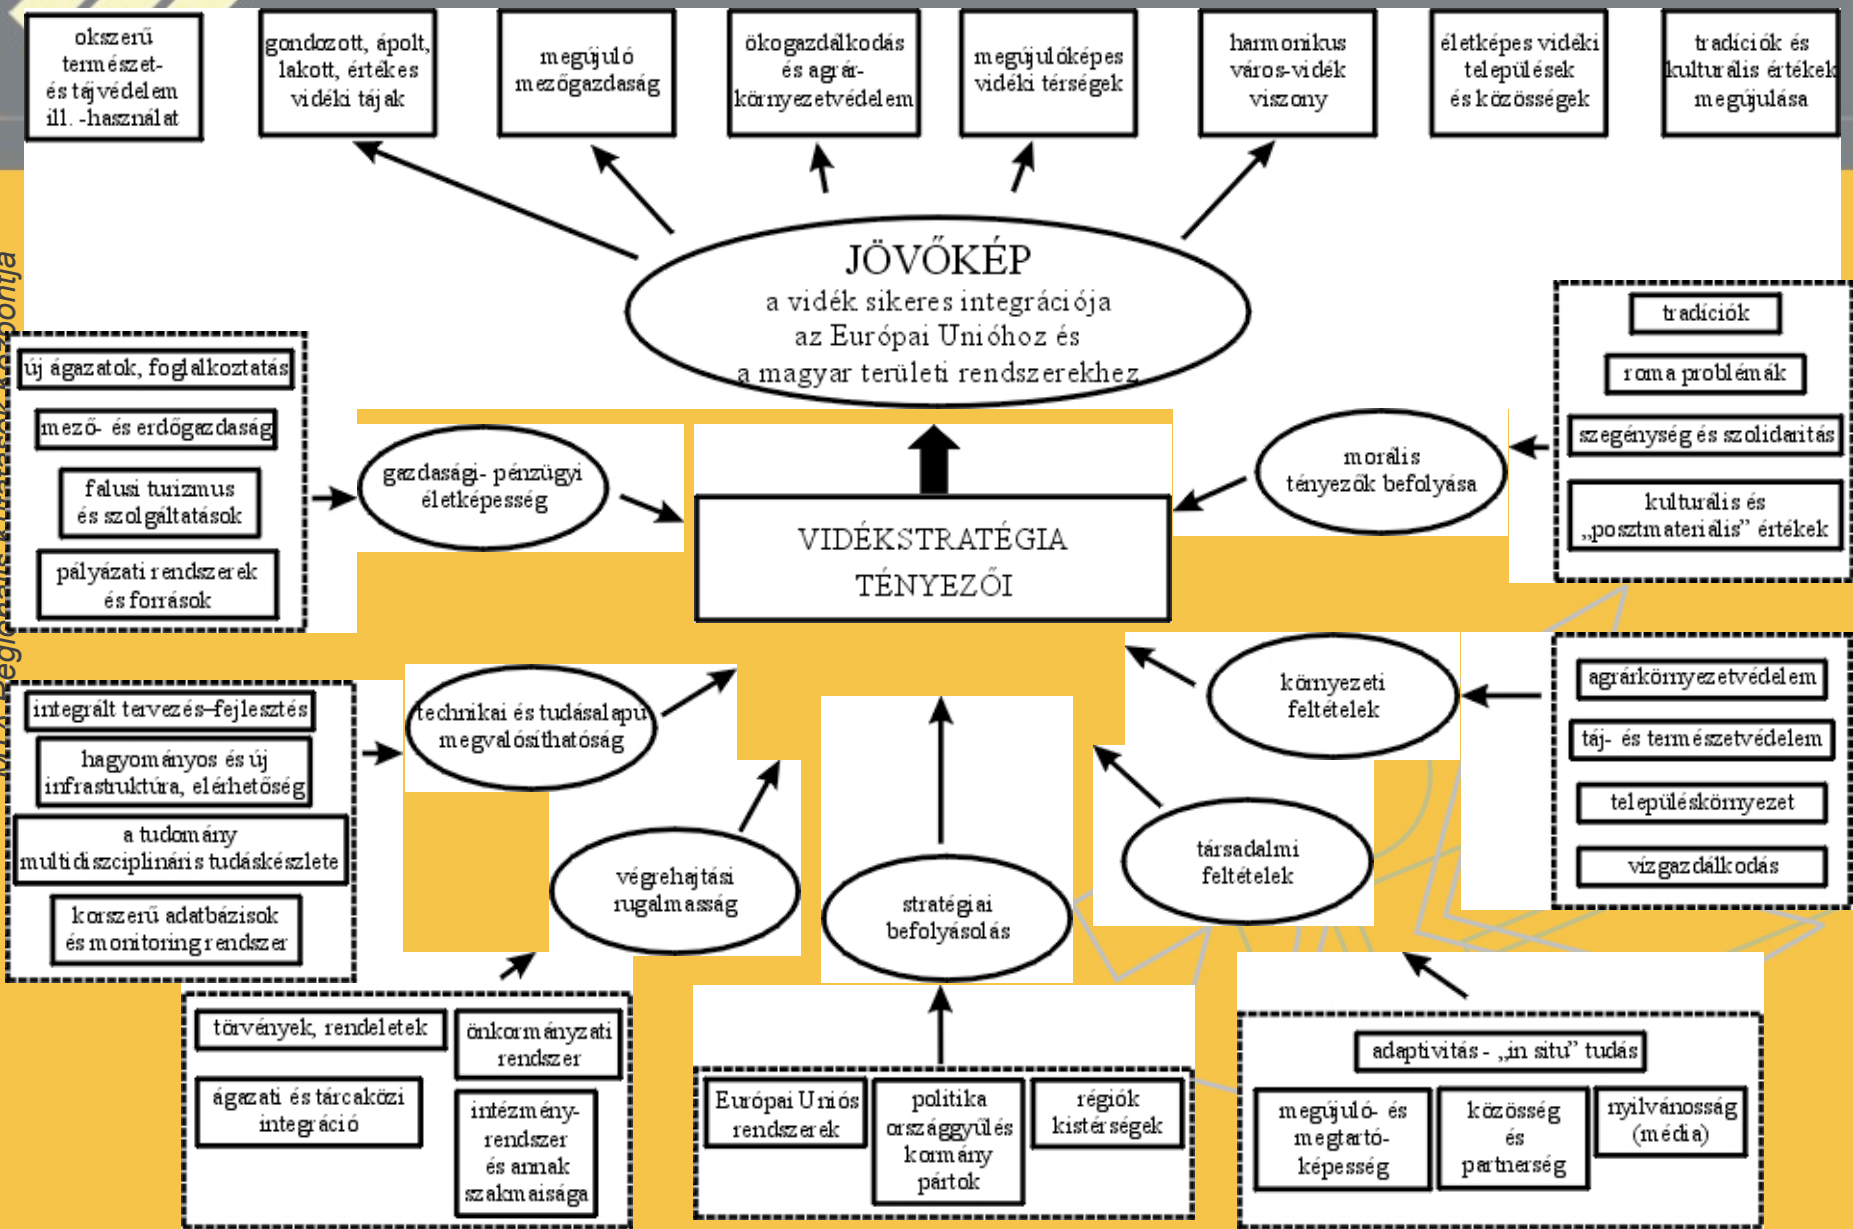 okszerű
természet-
és tájvédelem
ill. -használat
gondozott, ápolt,
lakott, értékes
vidéki tájak
megújuló
mezőgazdaság
ökogazdálkodás
és agrár-
környezetvédelem
megújulóképes
vidéki térségek
harmonikus
város-vidék
viszony
életképes vidéki
települések
és közösségek
tradíciók és
kulturális értékek
megújulása
JÖVŐKÉP
a vidék sikeres integrációja
az Európai Unióhoz és
a magyar területi rendszerekhez
új ágazatok, foglalkoztatás
mező- és erdőgazdaság
falusi turizmus
és szolgáltatások
pályázati rendszerek
és források
gazdasági- pénzügyi
életképesség
VIDÉKSTRATÉGIA
TÉNYEZŐI
morális
tényezők befolyása
tradíciók
roma problémák
szegénység és szolidaritás
kulturális és
„posztmateriális” értékek
integrált tervezés–fejlesztés
hagyományos és új
infrastruktúra, elérhetőség
a tudomány
multidiszciplináris tudáskészlete
korszerű adatbázisok
és monitoring rendszer
technikai és tudásalapú
megvalósíthatóság
végrehajtási
rugalmasság
stratégiai
befolyásolás
társadalmi
feltételek
környezeti
feltételek
agrárkörnyezetvédelem
táj- és természetvédelem
településkörnyezet
vízgazdálkodás
törvények, rendeletek
önkormányzati
rendszer
ágazati és tárcaközi
integráció
intézmény-
rendszer
és annak
szakmaisága
Európai Uniós
rendszerek
politika
országgyűlés
kormány
pártok
régiók
kistérségek
adaptivitás - „in situ” tudás
megújuló- és
megtartó-
képesség
közösség
és
partnerség
nyilvánosság
(média)